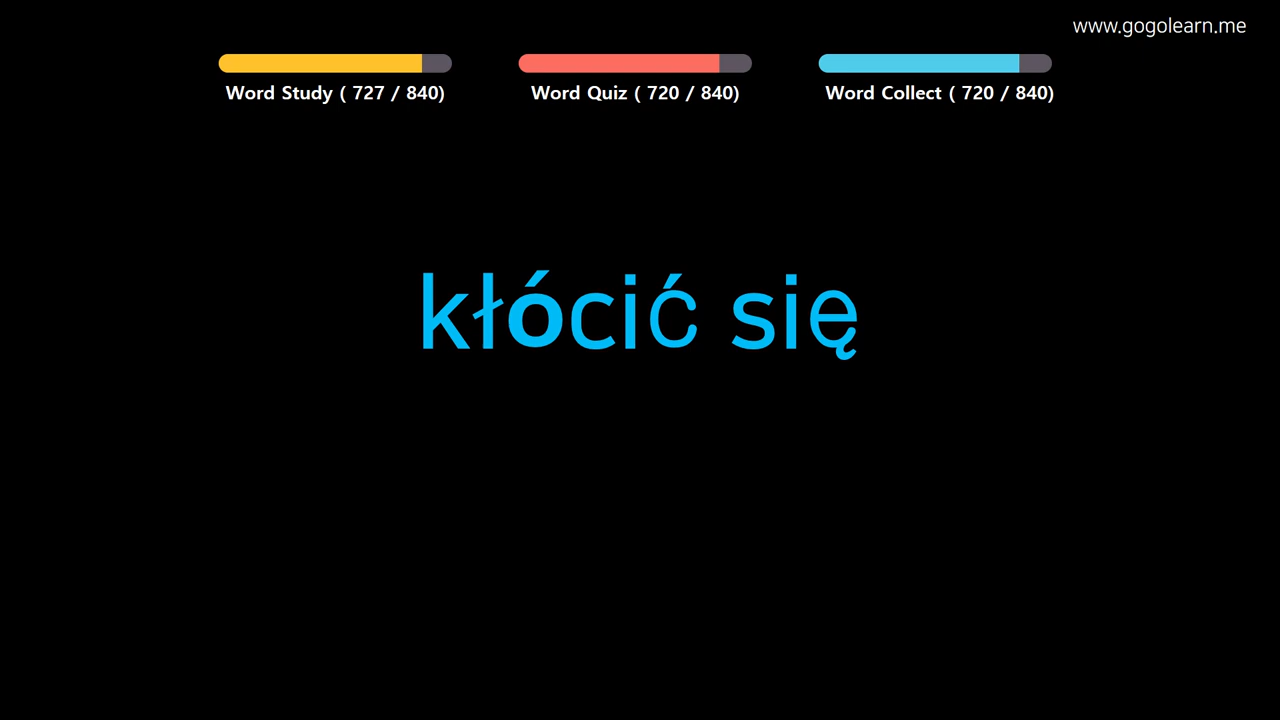 www.gogolearn.me
Word Study ( 727 / 840)
Word Quiz ( 720 / 840)
Word Collect ( 720 / 840)
kłócić się